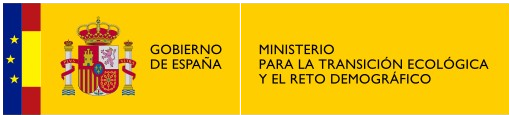 GOBIERNO
DE ESPAÑA
MINISTERIO
PARA LA TRANSICIÓN ECOLÓGICA
Y EL RETO DEMOGRÁFICO